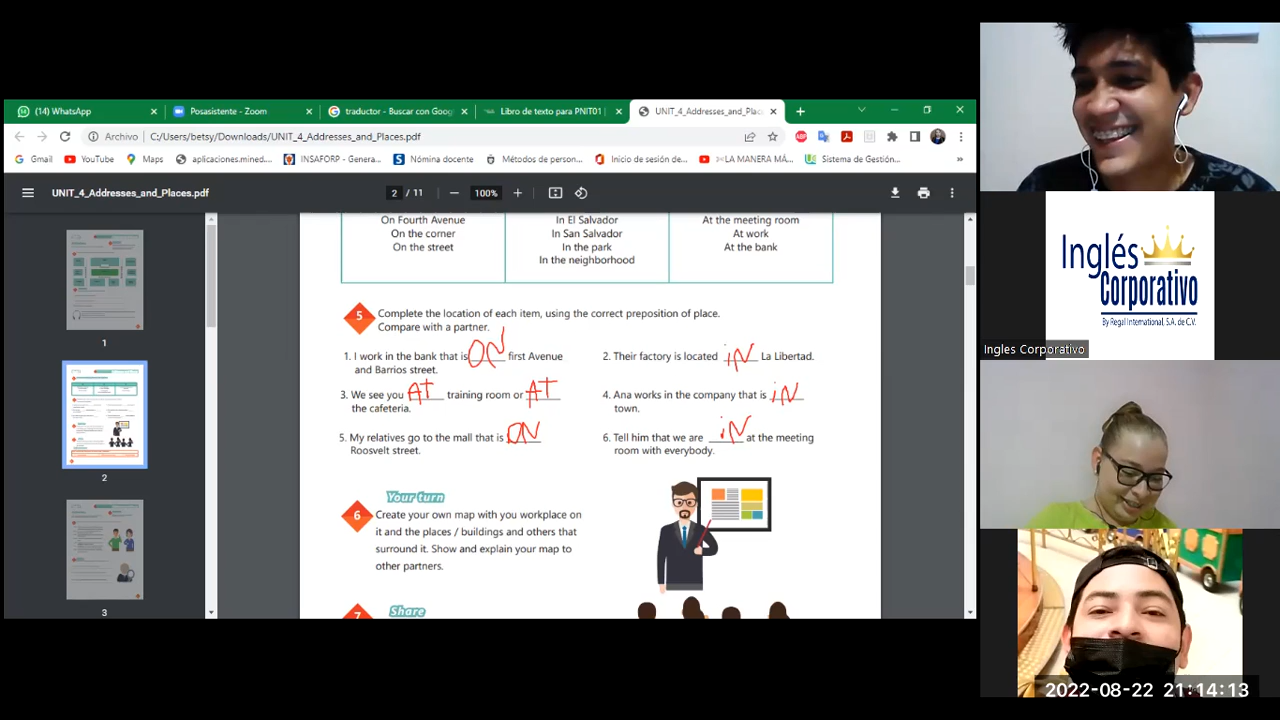 (14) WhatsApp
Posasistente - Zoom
traductor - Buscar con Goog
Libro de texto para PNIT01 |
UNIT_4_Addresses_and_Plac
Archivo | C:/Users/betsy/Downloads/UNIT_4_Addresses_and_Places.pdf
Gmail YouTube Maps aplicaciones.mined... INSAFORP - Genera... Nómina docente Métodos de person... Inicio de sesión de... LA MANERA MÁ... Sistema de Gestión... »
UNIT_4_Addresses_and_Places.pdf
2 / 11 − 100% +
1
2
3
On Fourth Avenue
On the corner
On the street
In El Salvador
In San Salvador
In the park
In the neighborhood
At the meeting room
At work
At the bank
5 Complete the location of each item, using the correct preposition of place.
Compare with a partner.
1. I work in the bank that is ON first Avenue
and Barrios street.
2. Their factory is located iN La Libertad.
3. We see you AT training room or AT
the cafeteria.
4. Ana works in the company that is iN
town.
5. My relatives go to the mall that is ON
Roosvelt street.
6. Tell him that we are iN at the meeting
room with everybody.
6 Your turn
Create your own map with you workplace on
it and the places / buildings and others that
surround it. Show and explain your map to
other partners.
7 Share
Inglés
Corporativo
By Regal International, S.A. de C.V.
Ingles Corporativo
2022-08-22 21:14:13